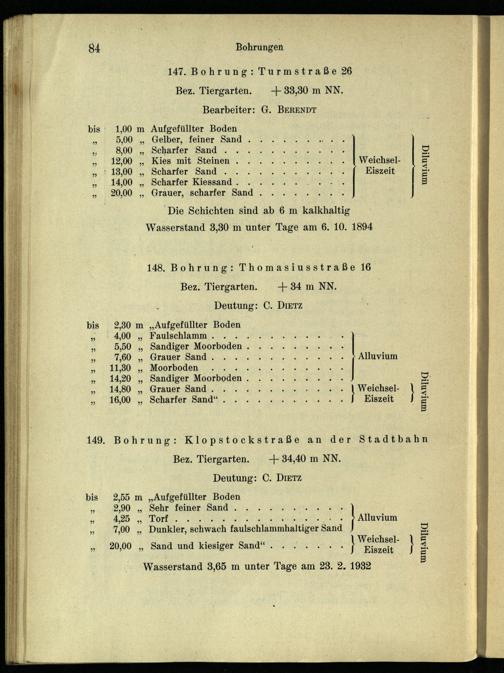 84 Bohrungen
147. Bohrung: Turmstraße 26
Bez. Tiergarten. + 33,30 m NN.
Bearbeiter: G. BERENDT
bis 1,00 m Aufgefüllter Boden
„ 5,00 „ Gelber, feiner Sand . . . . . . . . .
„ 8,00 „ Scharfer Sand . . . . . . . . . . .
„ 12,00 „ Kies mit Steinen . . . . . . . . . . Weichsel-
„ 13,00 „ Scharfer Sand . . . . . . . . . . . Eiszeit Diluvium
„ 14,00 „ Scharfer Kiessand . . . . . . . . . .
„ 20,00 „ Grauer, scharfer Sand . . . . . . . .
Die Schichten sind ab 6 m kalkhaltig
Wasserstand 3,30 m unter Tage am 6. 10. 1894
148. Bohrung: Thomasiusstraße 16
Bez. Tiergarten. + 34 m NN.
Deutung: C. DIETZ
bis 2,30 m „Aufgefüllter Boden
„ 4,00 „ Faulschlamm . . . . . . . . . . . .
„ 5,50 „ Sandiger Moorboden . . . . . . . . .
„ 7,60 „ Grauer Sand . . . . . . . . . . . . Alluvium
„ 11,30 „ Moorboden . . . . . . . . . . . .
„ 14,20 „ Sandiger Moorboden . . . . . . . . .
„ 14,80 „ Grauer Sand . . . . . . . . . . . . Weichsel-
„ 16,00 „ Scharfer Sand“ . . . . . . . . . . . Eiszeit Diluvium
149. Bohrung: Klopstockstraße an der Stadtbahn
Bez. Tiergarten. + 34,40 m NN.
Deutung: C. DIETZ
bis 2,55 m „Aufgefüllter Boden
„ 2,90 „ Sehr feiner Sand . . . . . . . . . .
„ 4,25 „ Torf . . . . . . . . . . . . . . . Alluvium
„ 7,00 „ Dunkler, schwach faulschlammhaltiger Sand
„ 20,00 „ Sand und kiesiger Sand“ . . . . . . . Weichsel-Eiszeit Diluvium
Wasserstand 3,65 m unter Tage am 23. 2. 1932